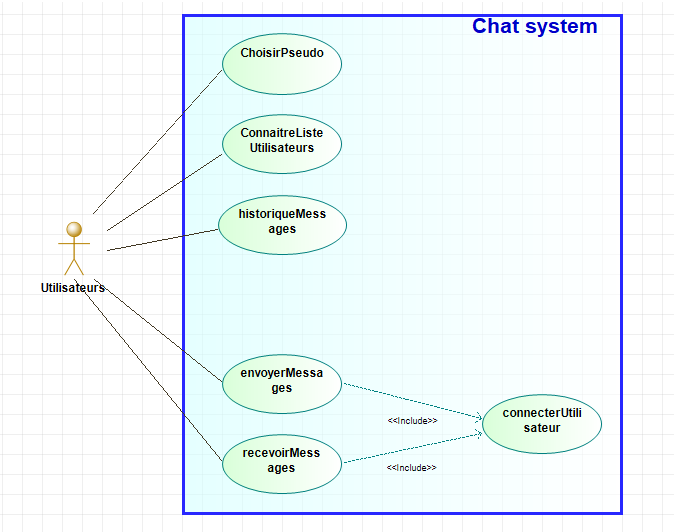 Chat system
ChoisirPseudo
ConnaitreListe
Utilisateurs
historiqueMess
ages
Utilisateurs
envoyerMessa
ges
<<Include>>
connecterUtili
sateur
recevoirMess
ages
<<Include>>